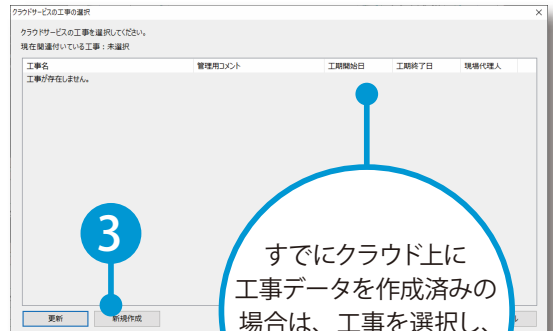 クラウドサービスの工事の選択
クラウドサービスの工事を選択してください。
現在関連付いている工事：未選択
工事名 管理用コメント 工期開始日 工期終了日 現場代理人
工事が存在しません。
3
すでにクラウド上に
工事データを作成済みの
場合は、工事を選択し、
更新 新規作成